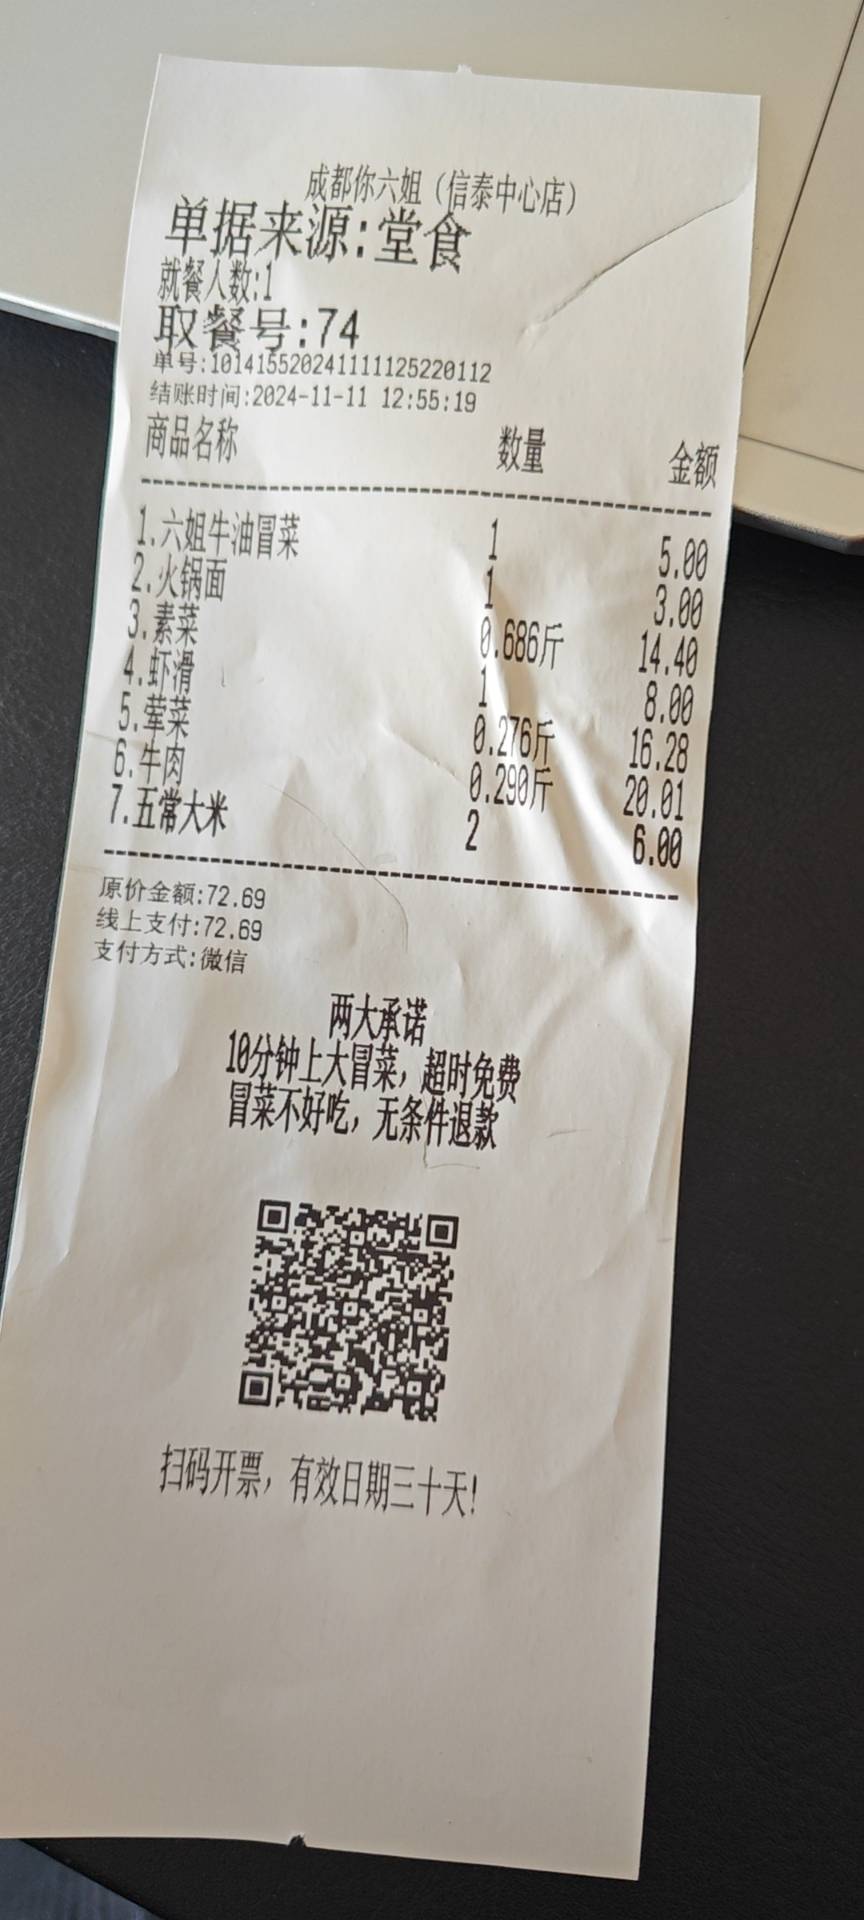 成都你六姐（信泰中心店）
单据来源:堂食
就餐人数:1
取餐号:74
单号:1014155202411111125220112
结账时间:2024-11-11 12:55:19
商品名称 数量 金额
1.六姐牛油冒菜 1 5.00
2.火锅面 1 3.00
3.素菜 0.686斤 14.40
4.虾滑 1 8.00
5.荤菜 0.276斤 16.28
6.牛肉 0.290斤 20.01
7.五常大米 2 6.00
原价金额:72.69
线上支付:72.69
支付方式:微信
两大承诺
10分钟上大冒菜，超时免费
冒菜不好吃，无条件退款
扫码开票，有效日期三十天!